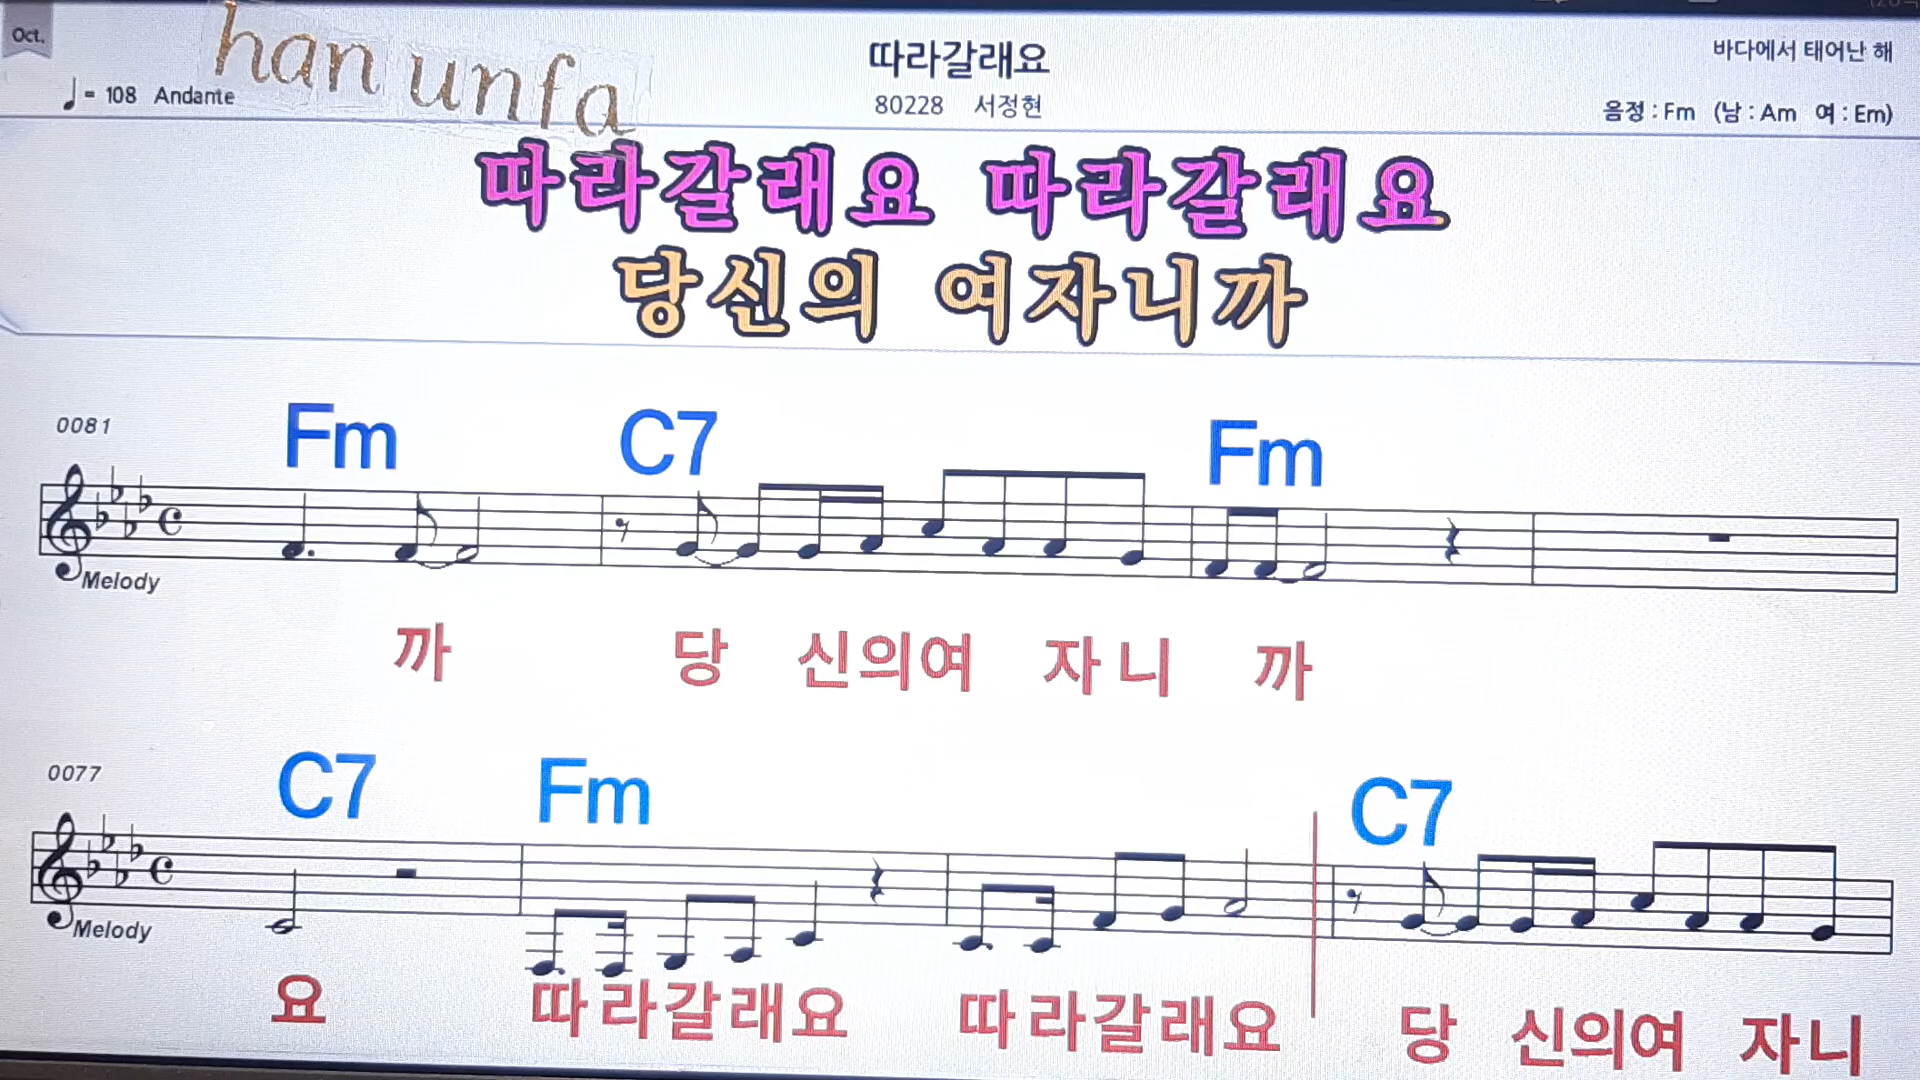 Oct.
han unfa
♩= 108 Andante
따라갈래요
80228 서정현
바다에서 태어난 해
음정 : Fm (남 : Am 여 : Em)
따라갈래요 따라갈래요
당신의 여자니까
0081
Fm C7 Fm
Melody
까 당 신의여 자니 까
0077
C7 Fm C7
Melody
요 따라갈래요 따라갈래요 당 신의여 자니